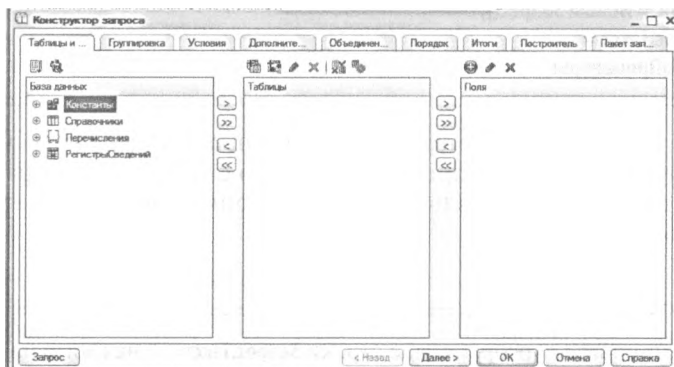 Конструктор запроса
Таблицы и ... Группировка Условия Дополните... Объединен... Порядок Итоги Построитель Пакет зап...
База данных
Таблицы
Поля
Константы
Справочники
Перечисления
РегистрыСведений
> >> < <<
> >> < <<
Запрос < Назад Далее > OK Отмена Справка